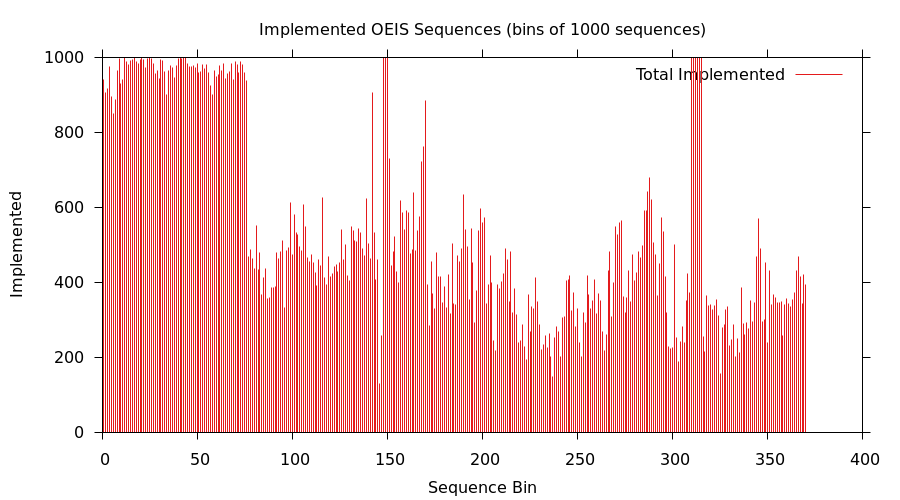 Implemented OEIS Sequences (bins of 1000 sequences)
1000
Total Implemented
800
600
400
200
0
Implemented
0 50 100 150 200 250 300 350 400
Sequence Bin